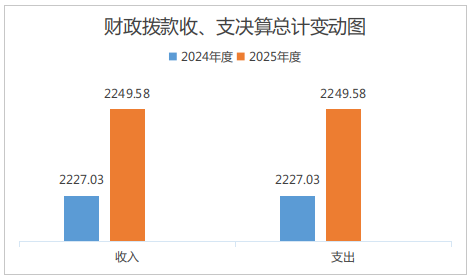 财政拨款收、支决算总计变动图
2024年度 2025年度
2249.58 2249.58
2227.03 2227.03
收入 支出